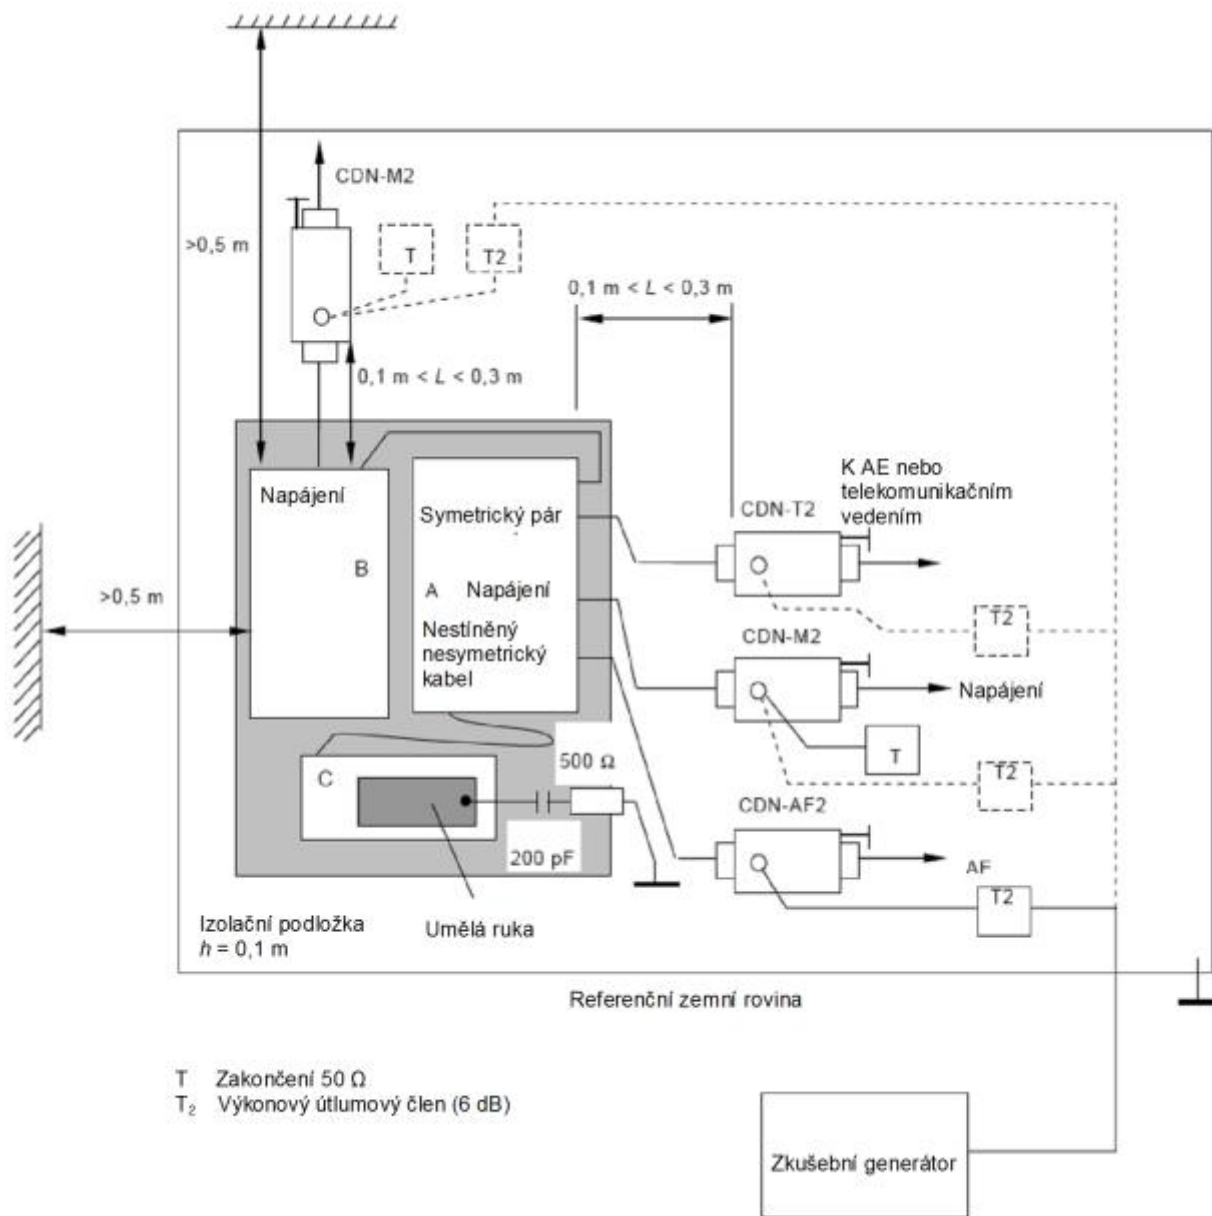 CDN-M2
>0,5 m
T
T2
0,1 m < L < 0,3 m
0,1 m < L < 0,3 m
K AE nebo
telekomunikačním
vedením
Napájení
CDN-T2
Symetrický pár
B
>0,5 m
A Napájení
T2
CDN-M2
Nestíněný
nesymetrický
kabel
Napájení
500 Ω
T
T2
C
CDN-AF2
200 pF
AF
T2
Izolační podložka
h = 0,1 m
Umělá ruka
Referenční zemní rovina
T Zakončení 50 Ω
T₂ Výkonový útlumový člen (6 dB)
Zkušební generátor